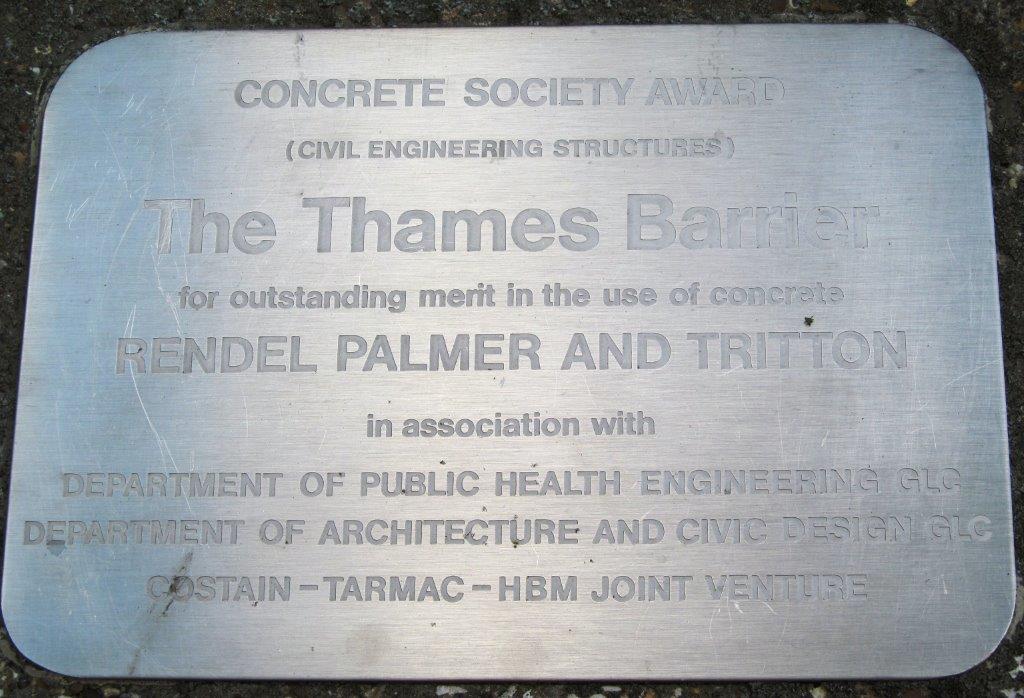 CONCRETE SOCIETY AWARD
(CIVIL ENGINEERING STRUCTURES)
The Thames Barrier
for outstanding merit in the use of concrete
RENDEL PALMER AND TRITTON
in association with
DEPARTMENT OF PUBLIC HEALTH ENGINEERING GLC
DEPARTMENT OF ARCHITECTURE AND CIVIC DESIGN GLC
COSTAIN-TARMAC-HBM JOINT VENTURE